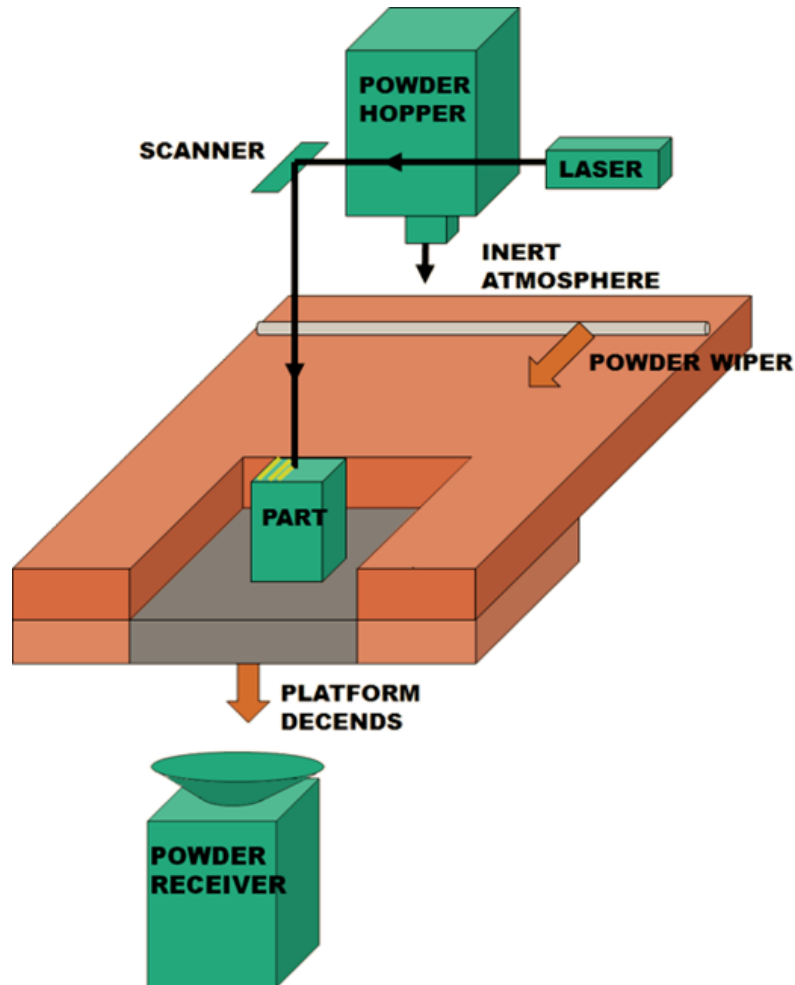 POWDER
HOPPER
SCANNER
LASER
INERT
ATMOSPHERE
POWDER WIPER
PART
PLATFORM
DECENDS
POWDER
RECEIVER